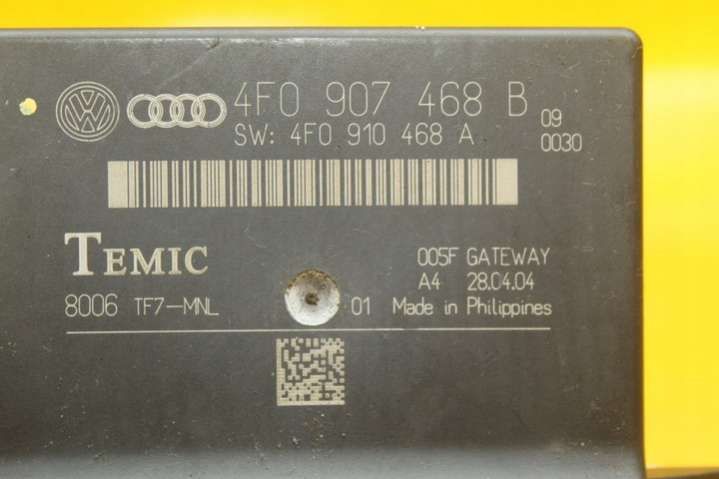 4F0 907 468 B 09
SW: 4F0 910 468 A 0030
TEMIC 005F GATEWAY
A4 28.04.04
8006 TF7-MNL 01 Made in Philippines